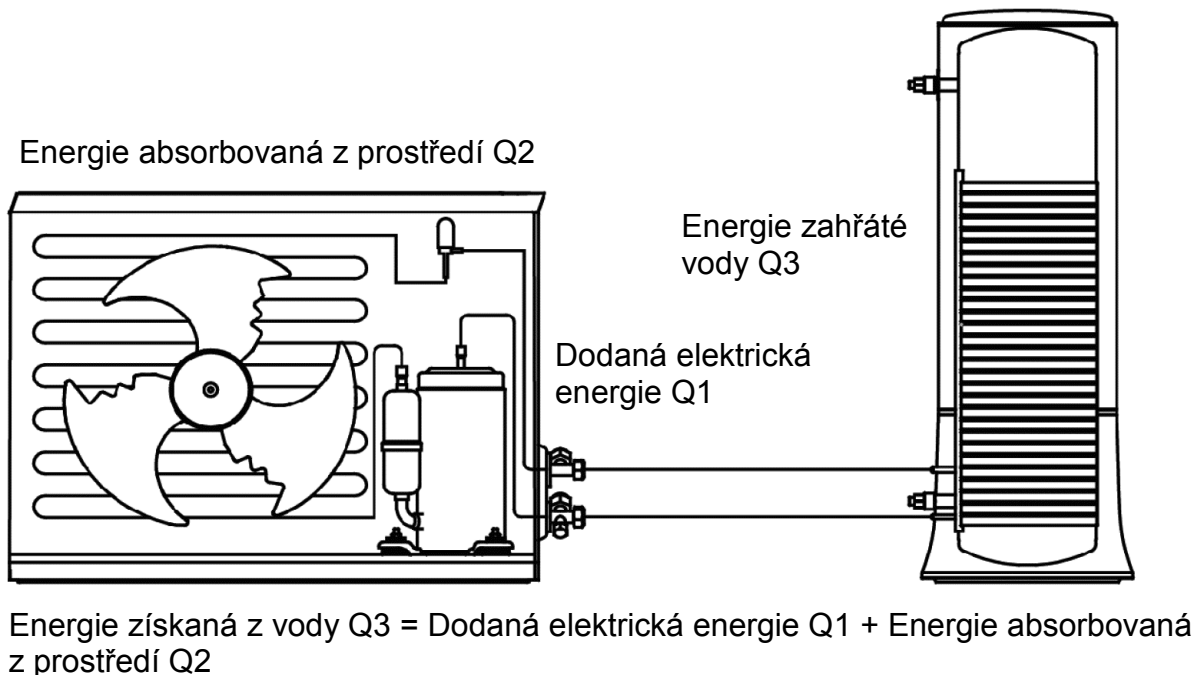 Energie absorbovaná z prostředí Q2
Energie zahřáté
vody Q3
Dodaná elektrická
energie Q1
Energie získaná z vody Q3 = Dodaná elektrická energie Q1 + Energie absorbovaná
z prostředí Q2